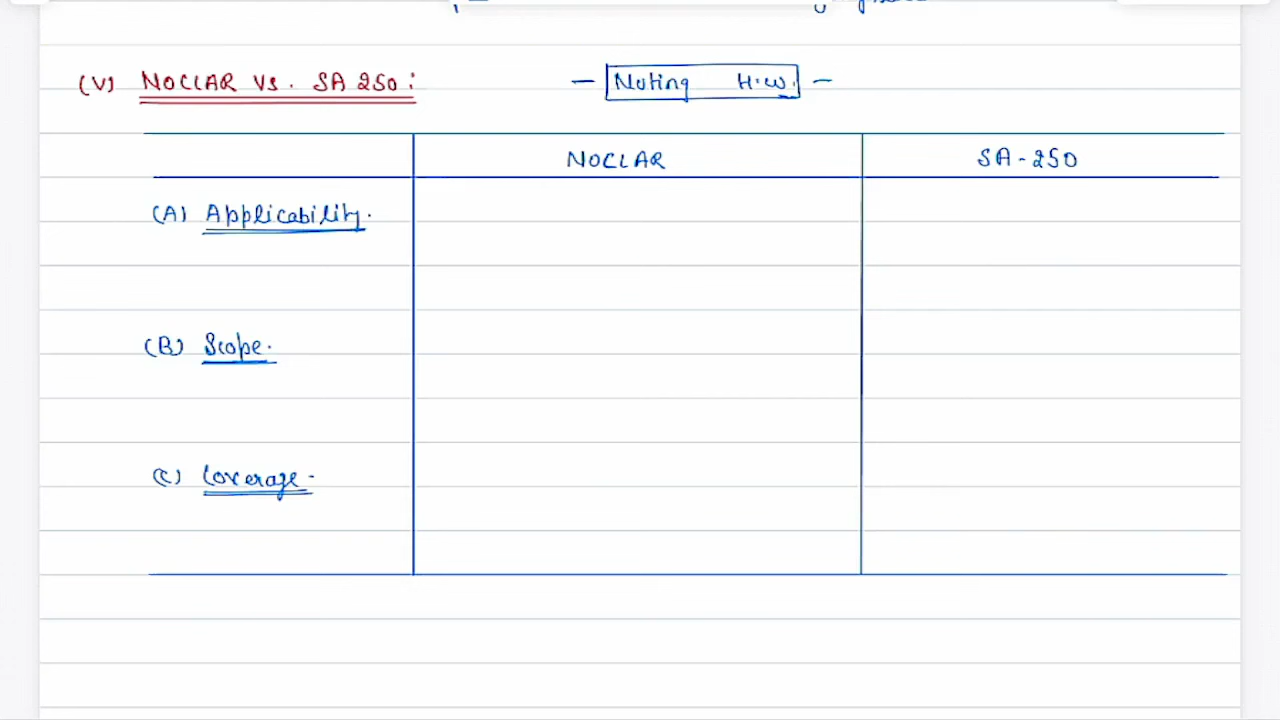 (V) NOCLAR VS. SA 250: - Noting H.W. -
NOCLAR SA-250
(A) Applicability.
(B) Scope.
(C) Coverage.